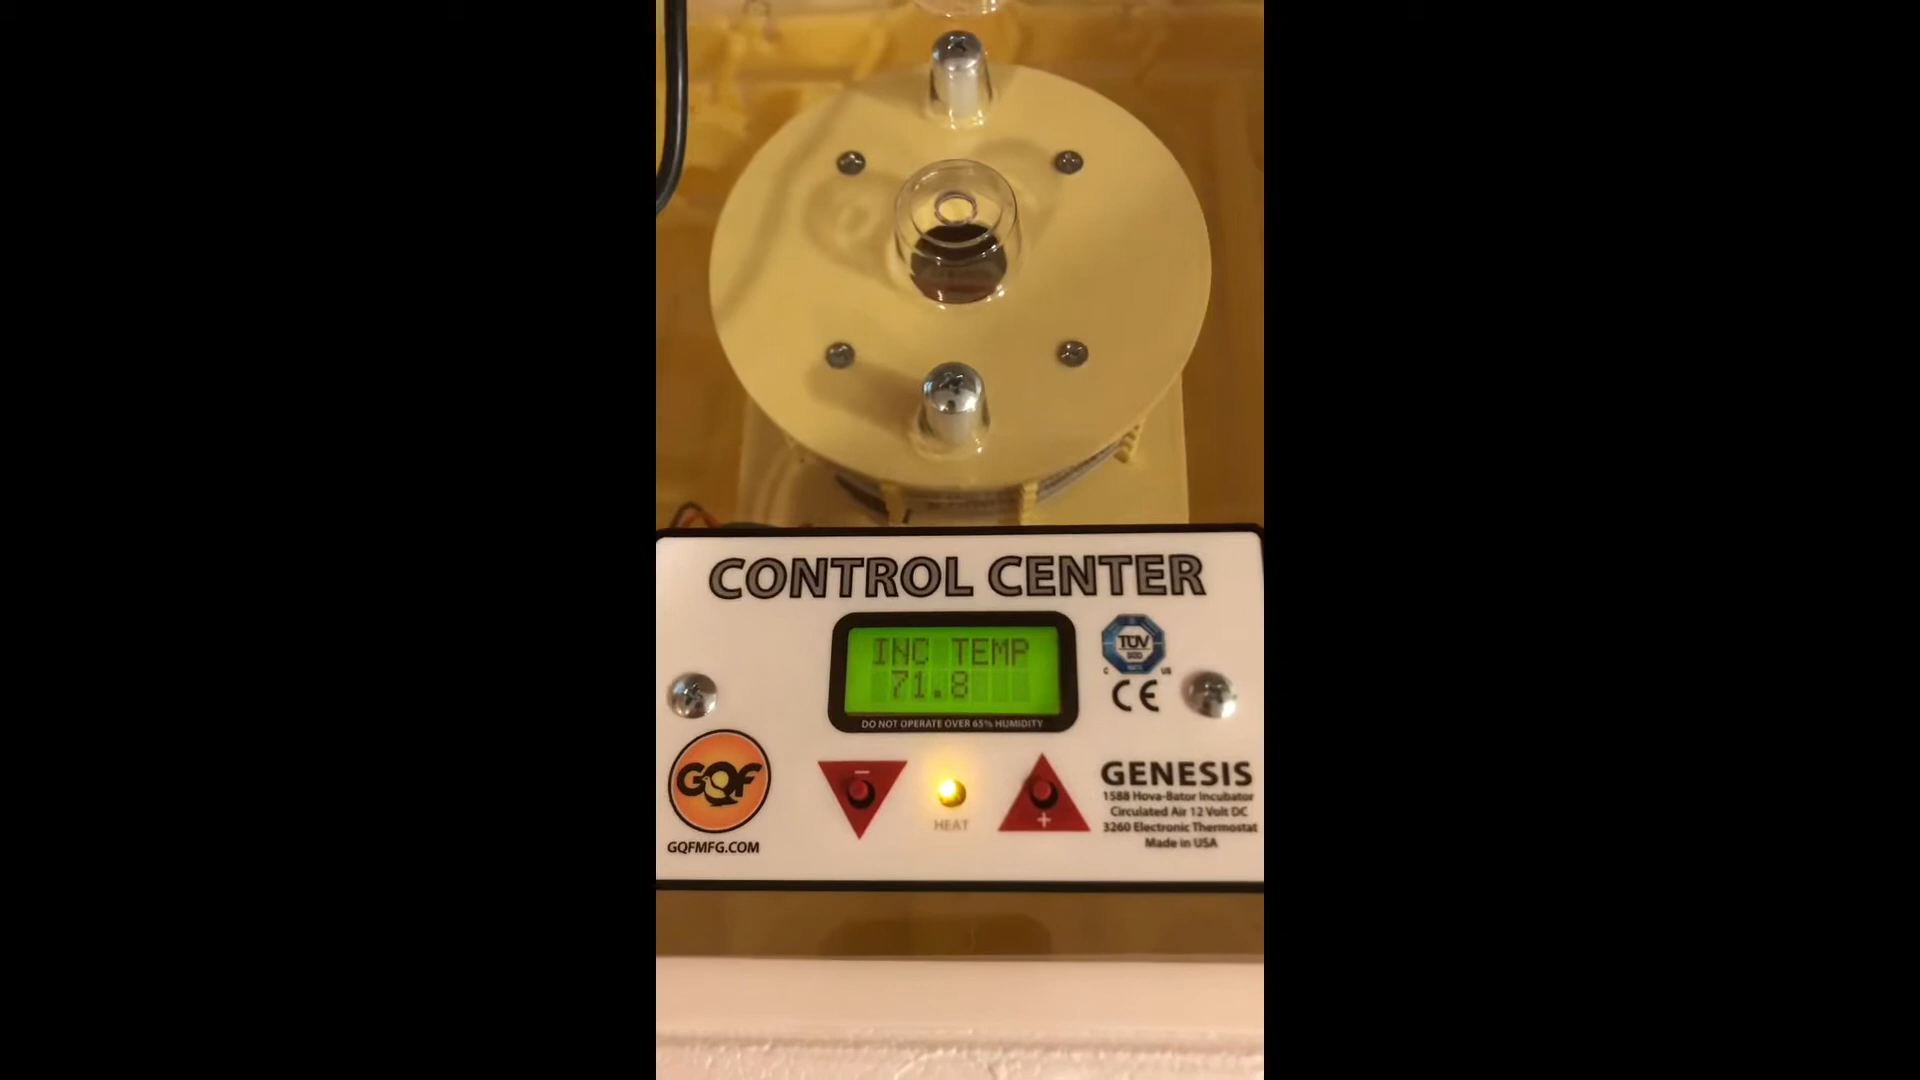 CONTROL CENTER
INC TEMP
71.8
DO NOT OPERATE OVER 65% HUMIDITY
TÜV
C US
CE
GQF
GQFMFG.COM
−
HEAT
+
GENESIS
1588 Hova-Bator Incubator
Circulated Air 12 Volt DC
3260 Electronic Thermostat
Made in USA